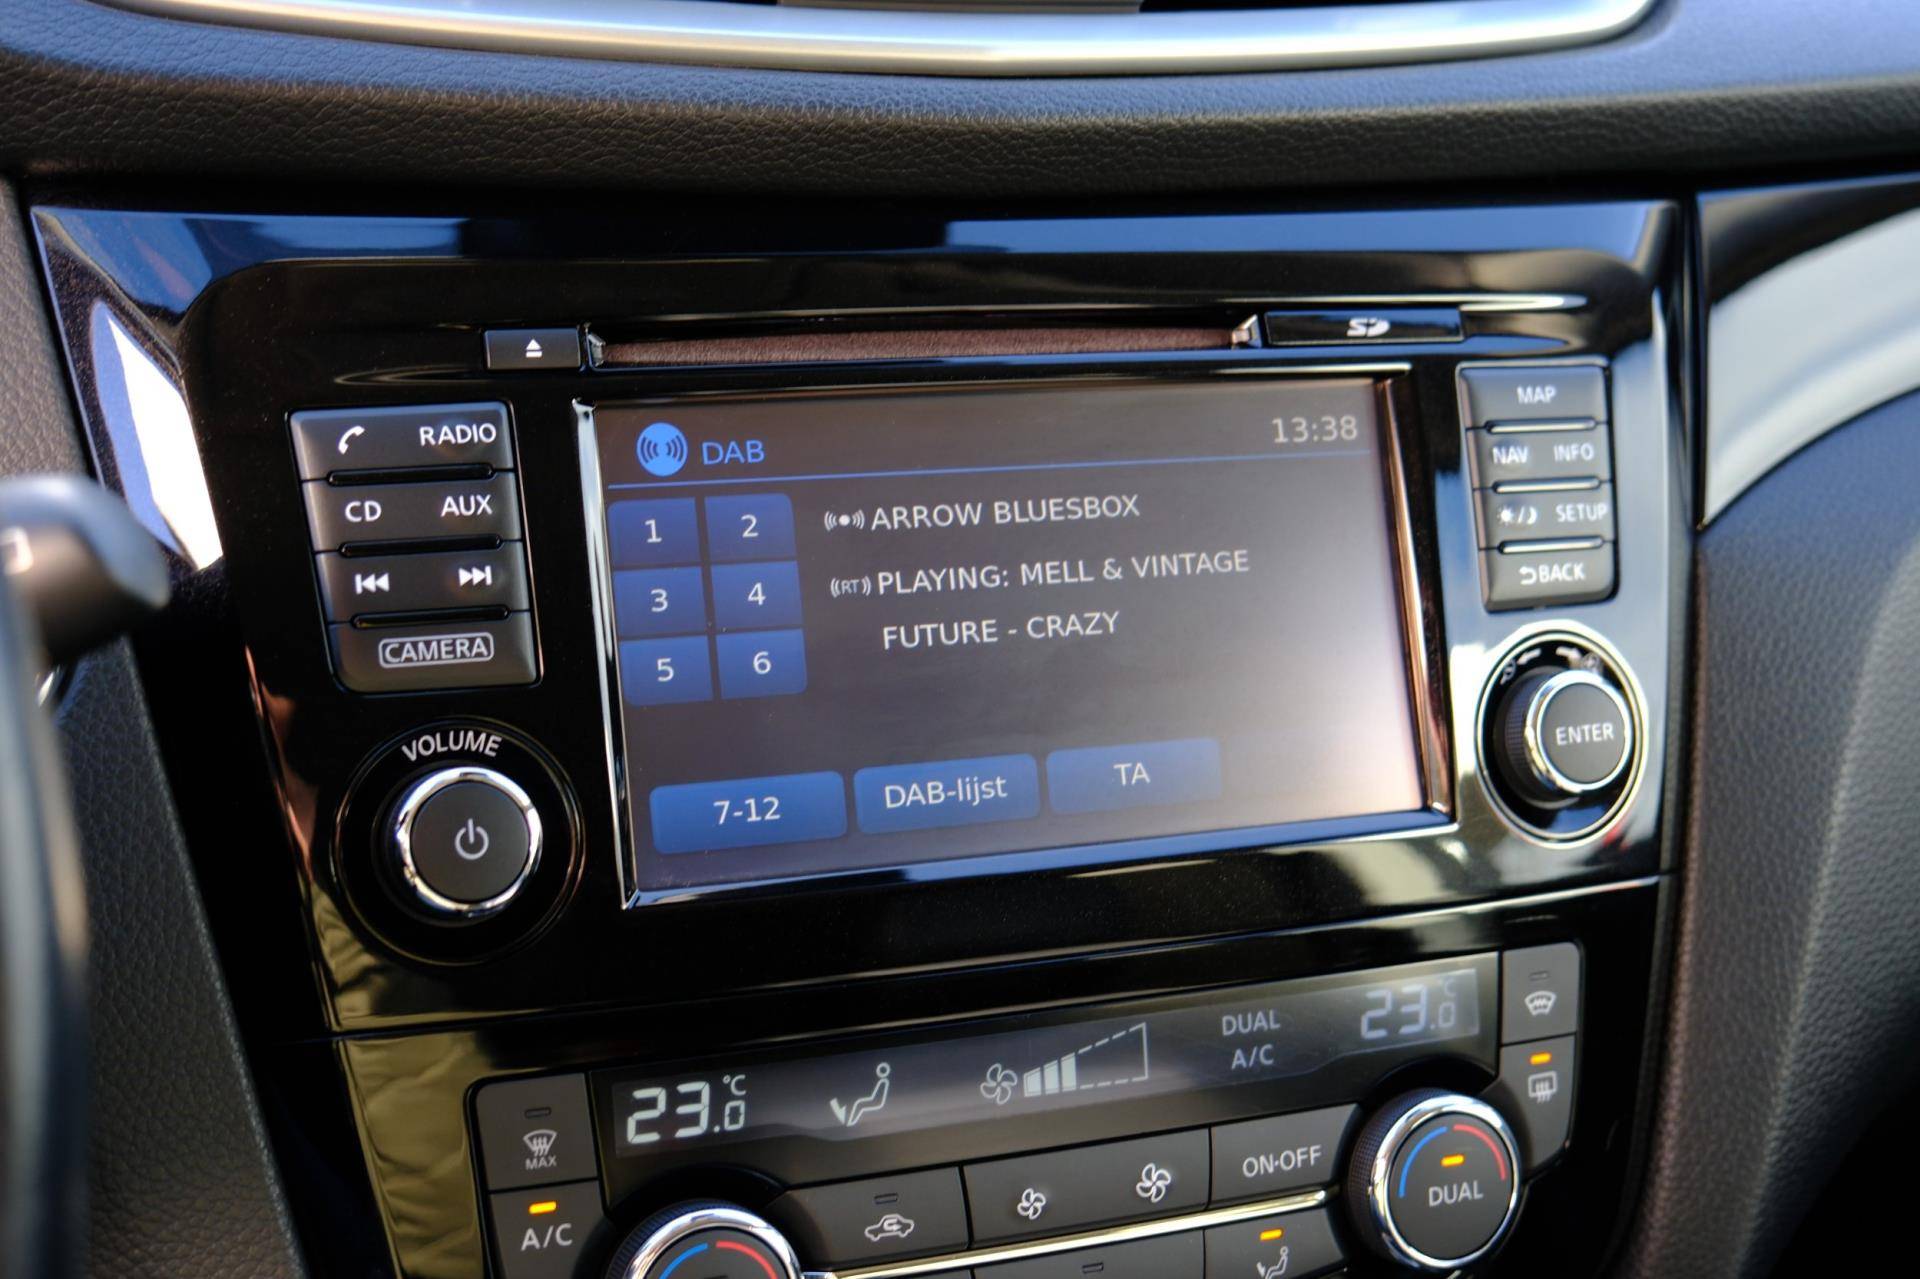 SD
RADIO
CD AUX
CAMERA
VOLUME
DAB
13:38
1 2
3 4
5 6
ARROW BLUESBOX
((RT)) PLAYING: MELL & VINTAGE
FUTURE - CRAZY
7-12 DAB-lijst TA
MAP
NAV INFO
SETUP
BACK
ENTER
23.0 °C
DUAL
A/C
23.0 °C
MAX
A/C
ON·OFF
DUAL